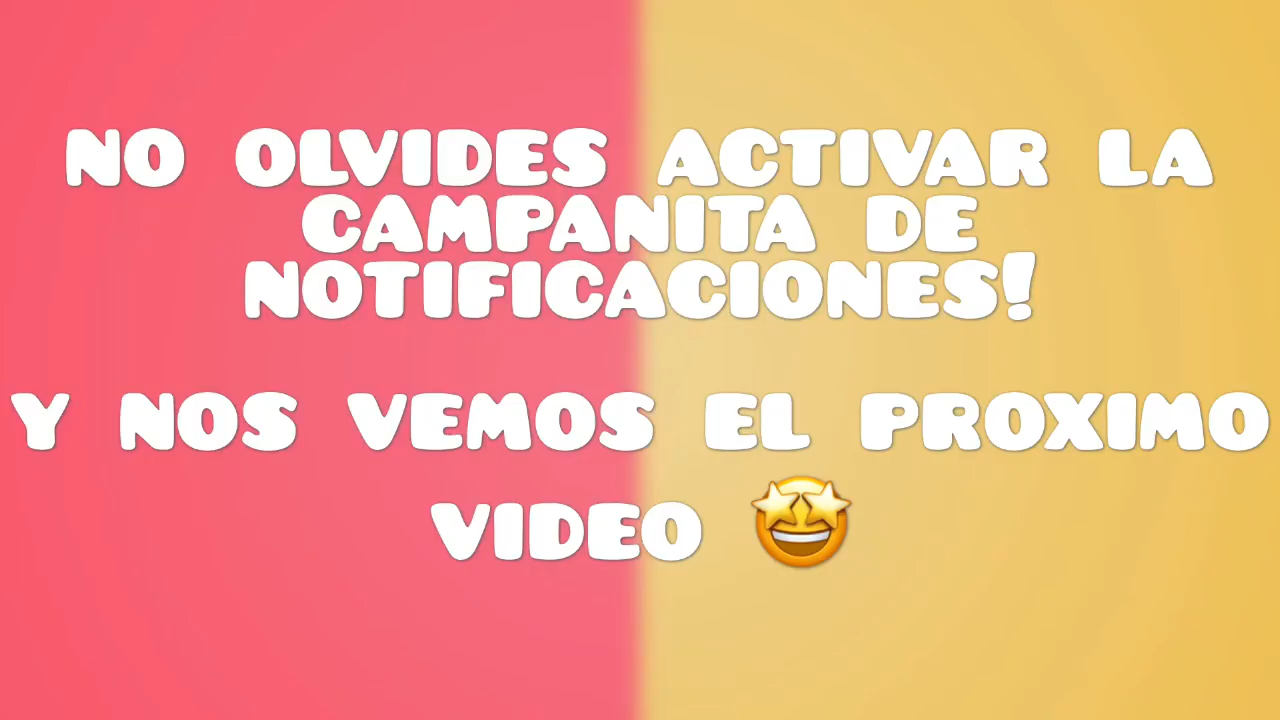 NO OLVIDES ACTIVAR LA
CAMPANITA DE
NOTIFICACIONES!
Y NOS VEMOS EL PROXIMO
VIDEO 🤩